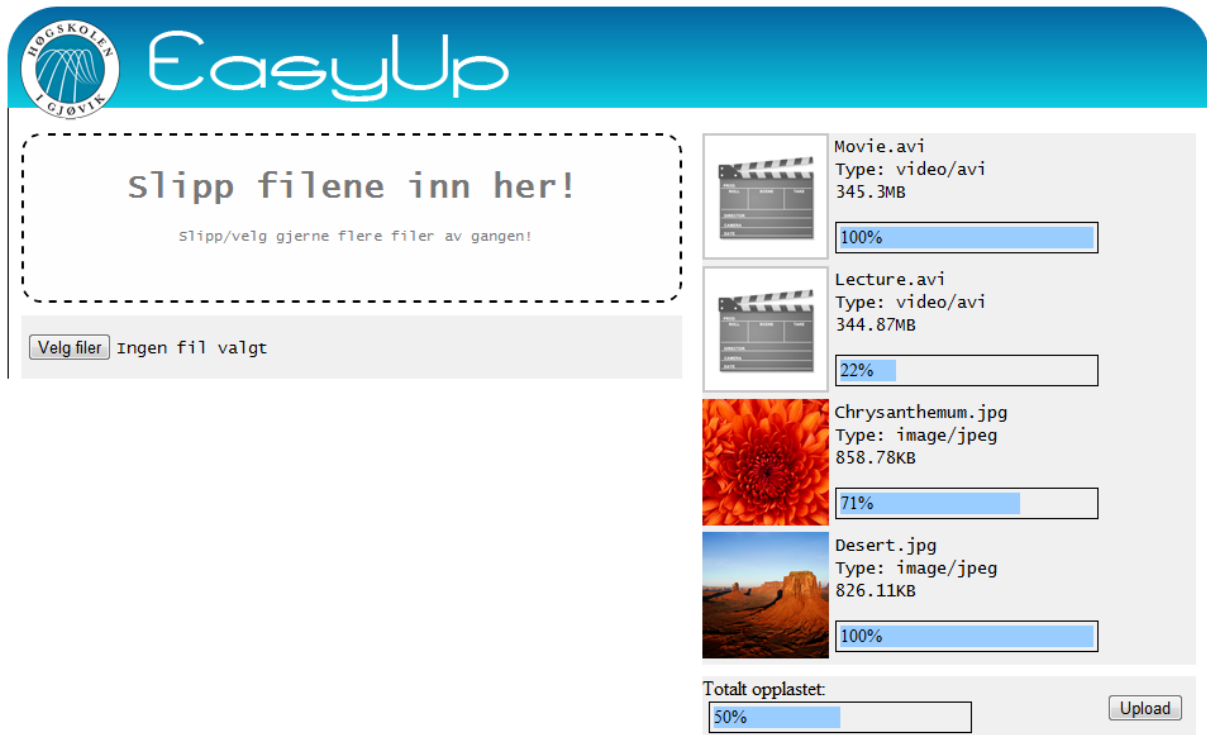 HØGSKOLEN
I GJØVIK
EasyUp
Slipp filene inn her!
Slipp/velg gjerne flere filer av gangen!
Velg filer Ingen fil valgt
Movie.avi
Type: video/avi
345.3MB
100%
Lecture.avi
Type: video/avi
344.87MB
22%
Chrysanthemum.jpg
Type: image/jpeg
858.78KB
71%
Desert.jpg
Type: image/jpeg
826.11KB
100%
Totalt opplastet:
50%
Upload